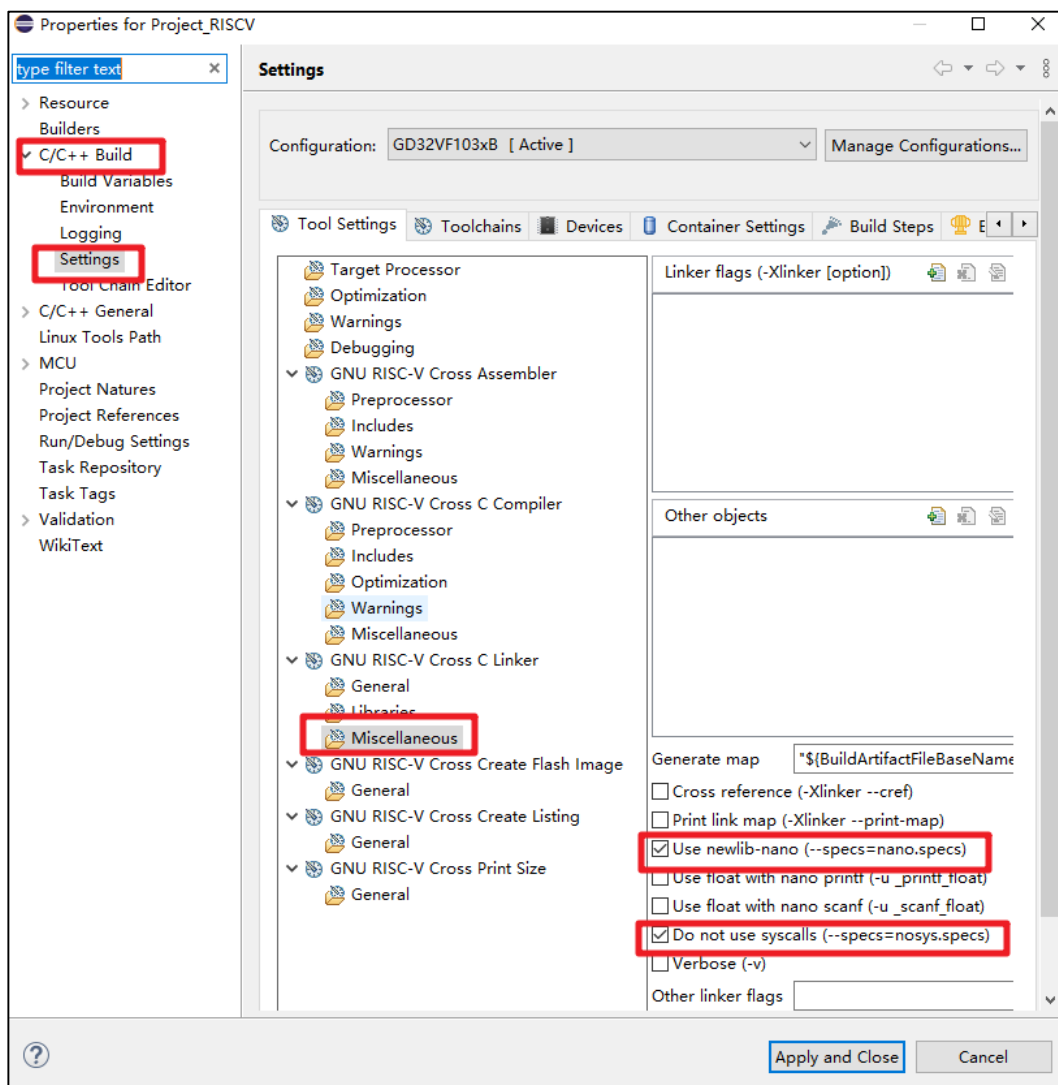 Properties for Project_RISCV
type filter text
Settings
Resource
Builders
C/C++ Build
Build Variables
Environment
Logging
Settings
Tool Chain Editor
C/C++ General
Linux Tools Path
MCU
Project Natures
Project References
Run/Debug Settings
Task Repository
Task Tags
Validation
WikiText
Configuration: GD32VF103xB [ Active ] Manage Configurations...
Tool Settings Toolchains Devices Container Settings Build Steps E
Target Processor
Optimization
Warnings
Debugging
GNU RISC-V Cross Assembler
Preprocessor
Includes
Warnings
Miscellaneous
GNU RISC-V Cross C Compiler
Preprocessor
Includes
Optimization
Warnings
Miscellaneous
GNU RISC-V Cross C Linker
General
Libraries
Miscellaneous
GNU RISC-V Cross Create Flash Image
General
GNU RISC-V Cross Create Listing
General
GNU RISC-V Cross Print Size
General
Linker flags (-Xlinker [option])
Other objects
Generate map "${BuildArtifactFileBaseName
Cross reference (-Xlinker --cref)
Print link map (-Xlinker --print-map)
Use newlib-nano (--specs=nano.specs)
Use float with nano printf (-u _printf_float)
Use float with nano scanf (-u _scanf_float)
Do not use syscalls (--specs=nosys.specs)
Verbose (-v)
Other linker flags
Apply and Close Cancel